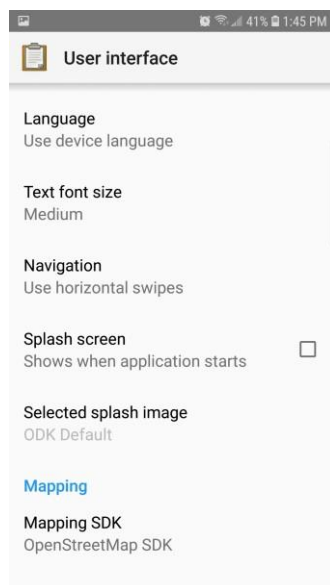 41% 1:45 PM
User interface
Language
Use device language
Text font size
Medium
Navigation
Use horizontal swipes
Splash screen
Shows when application starts
Selected splash image
ODK Default
Mapping
Mapping SDK
OpenStreetMap SDK